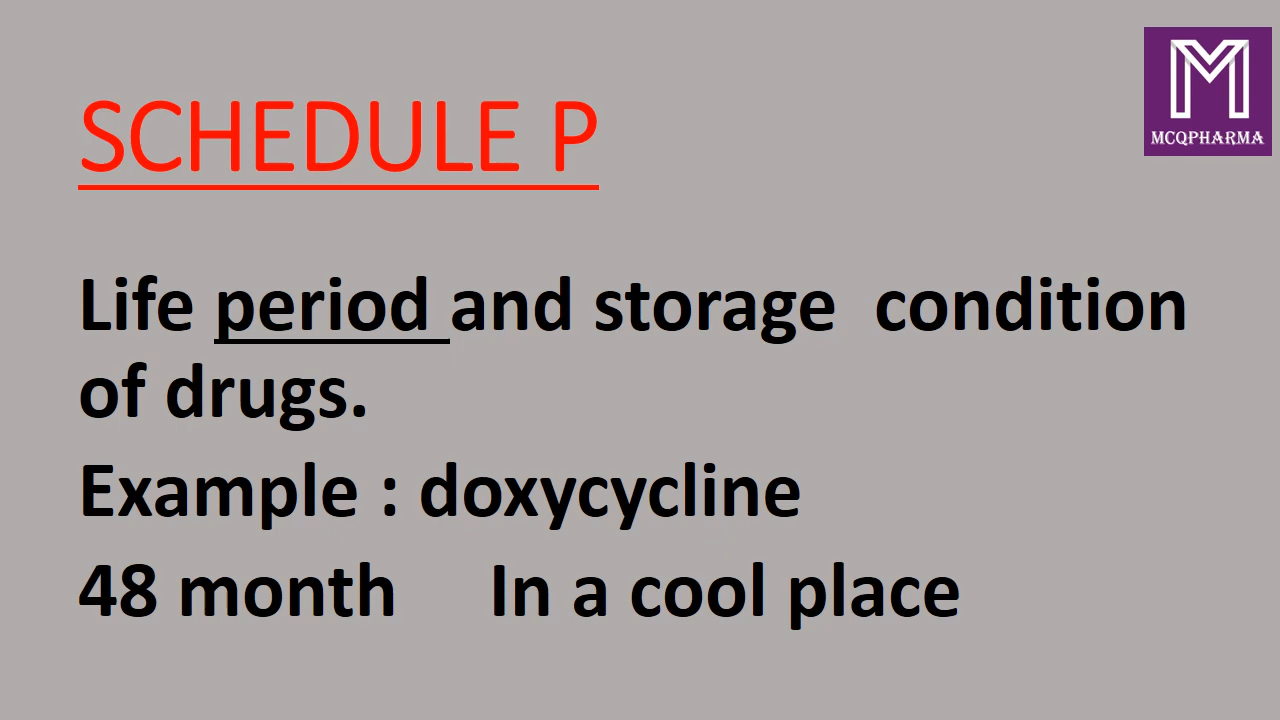 SCHEDULE P
M
MCQPHARMA
Life period and storage  condition
of drugs.
Example : doxycycline
48 month     In a cool place